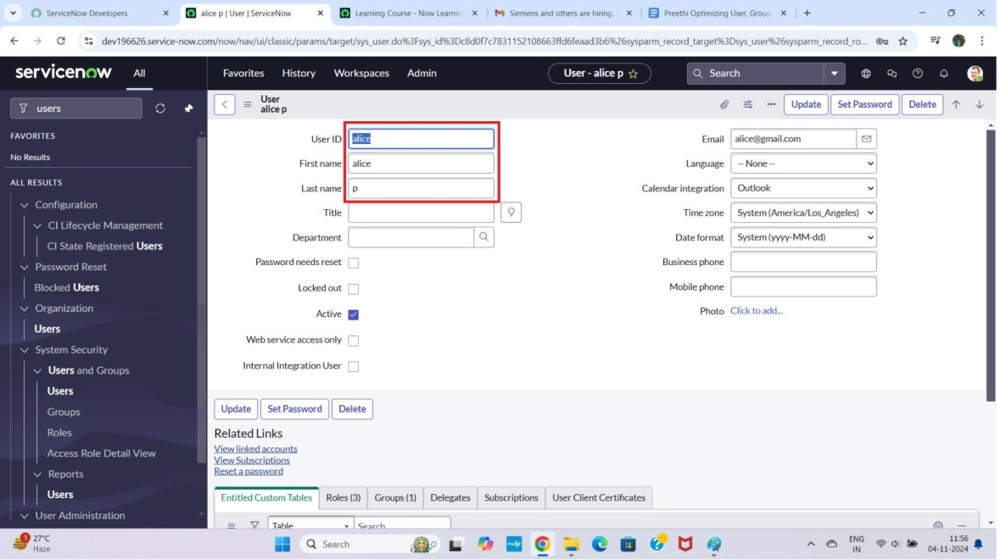 ServiceNow Developers
alice p | User | ServiceNow
Learning Course - Now Learning
Siemens and others are hiring.
Preethi Optimizing User, Group
dev196626.service-now.com/now/nav/ui/classic/params/target/sys_user.do%3Fsys_id%3Dc8d0f7c7831152108663ffd6feaad3b6%26sysparm_record_target%3Dsys_user%26sysparm_record_ro...
servicenow All Favorites History Workspaces Admin User - alice p Search
users
User
alice p
Update Set Password Delete
FAVORITES
No Results
ALL RESULTS
Configuration
CI Lifecycle Management
CI State Registered Users
Password Reset
Blocked Users
Organization
Users
System Security
Users and Groups
Users
Groups
Roles
Access Role Detail View
Reports
Users
User Administration
User ID alice
First name alice
Last name p
Title
Department
Password needs reset
Locked out
Active
Web service access only
Internal Integration User
Email alice@gmail.com
Language -- None --
Calendar integration Outlook
Time zone System (America/Los_Angeles)
Date format System (yyyy-MM-dd)
Business phone
Mobile phone
Photo Click to add...
Update Set Password Delete
Related Links
View linked accounts
View Subscriptions
Reset a password
Entitled Custom Tables Roles (3) Groups (1) Delegates Subscriptions User Client Certificates
Table Search
1
27°C
Haze
Search
ENG
IN
11:56
04-11-2024